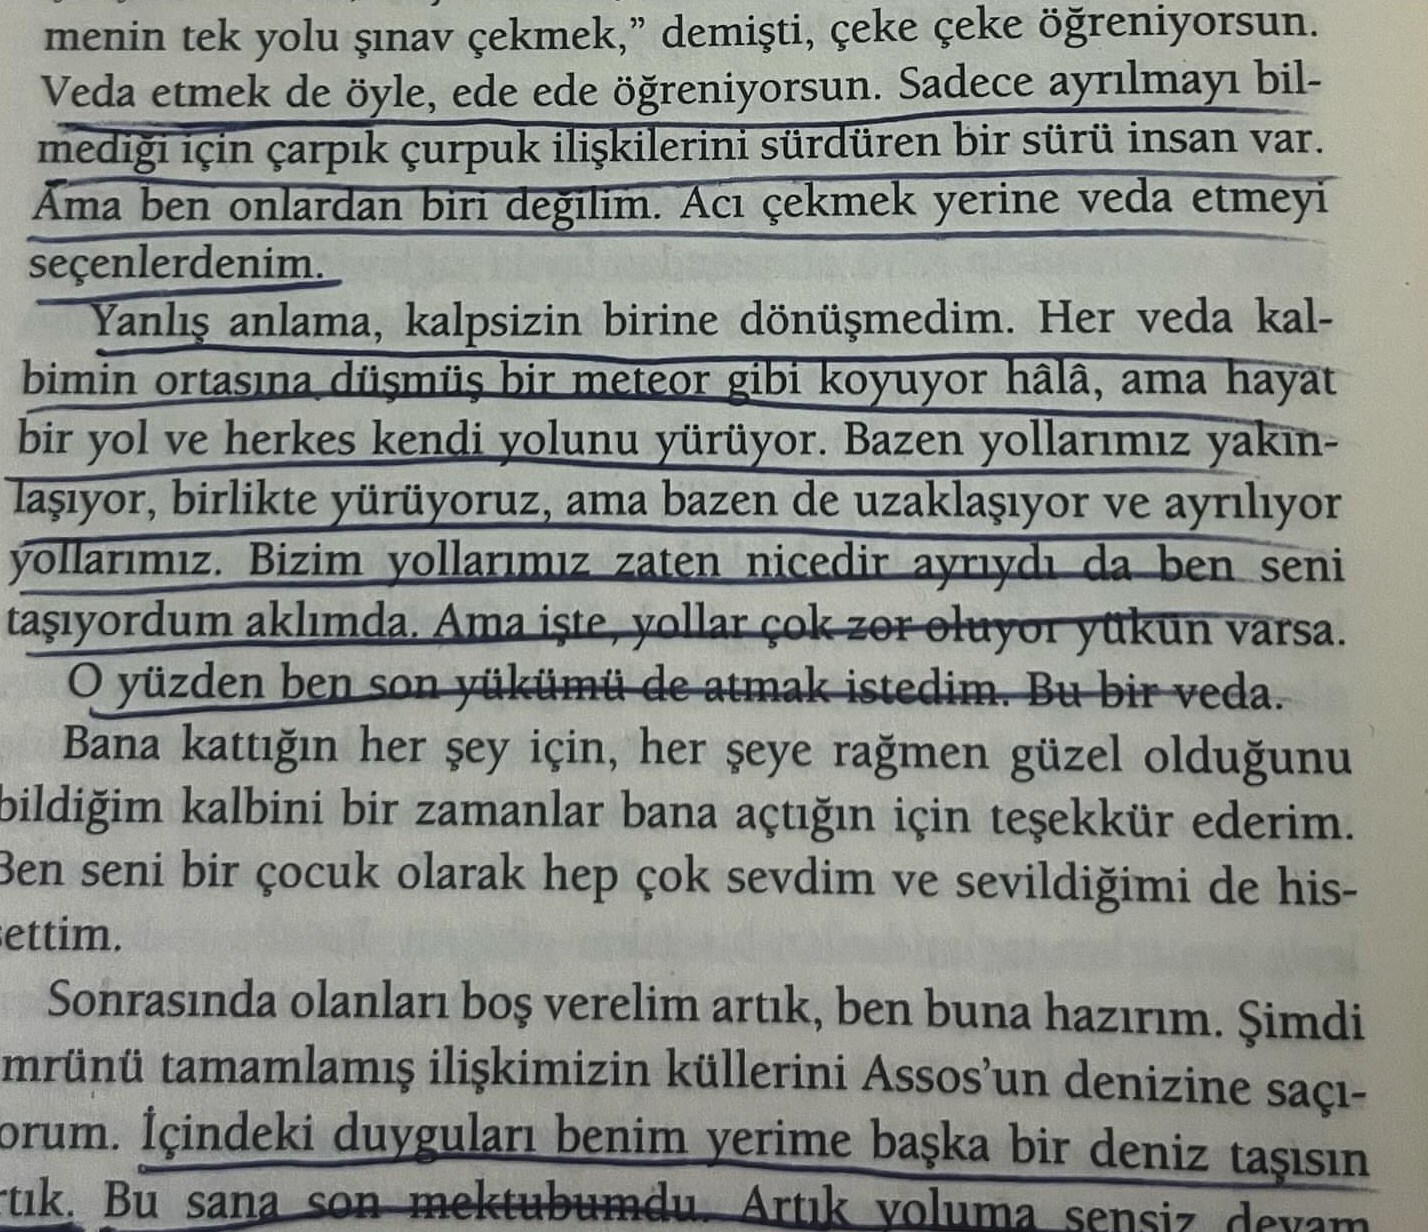 menin tek yolu şınav çekmek,” demişti, çeke çeke öğreniyorsun.
Veda etmek de öyle, ede ede öğreniyorsun. Sadece ayrılmayı bil-
mediği için çarpık çurpuk ilişkilerini sürdüren bir sürü insan var.
Ama ben onlardan biri değilim. Acı çekmek yerine veda etmeyi
seçenlerdenim.
Yanlış anlama, kalpsizin birine dönüşmedim. Her veda kal-
bimin ortasına düşmüş bir meteor gibi koyuyor hâlâ, ama hayat
bir yol ve herkes kendi yolunu yürüyor. Bazen yollarımız yakın-
laşıyor, birlikte yürüyoruz, ama bazen de uzaklaşıyor ve ayrılıyor
yollarımız. Bizim yollarımız zaten nicedir ayrıydı da ben seni
taşıyordum aklımda. Ama işte, yollar çok zor oluyor yükün varsa.
O yüzden ben son yükümü de atmak istedim. Bu bir veda.
Bana kattığın her şey için, her şeye rağmen güzel olduğunu
bildiğim kalbini bir zamanlar bana açtığın için teşekkür ederim.
Ben seni bir çocuk olarak hep çok sevdim ve sevildiğimi de his-
settim.
Sonrasında olanları boş verelim artık, ben buna hazırım. Şimdi
mrünü tamamlamış ilişkimizin küllerini Assos’un denizine saçı-
orum. İçindeki duyguları benim yerime başka bir deniz taşısın
rtık. Bu sana son mektubumdu. Artık yoluma sensiz devam